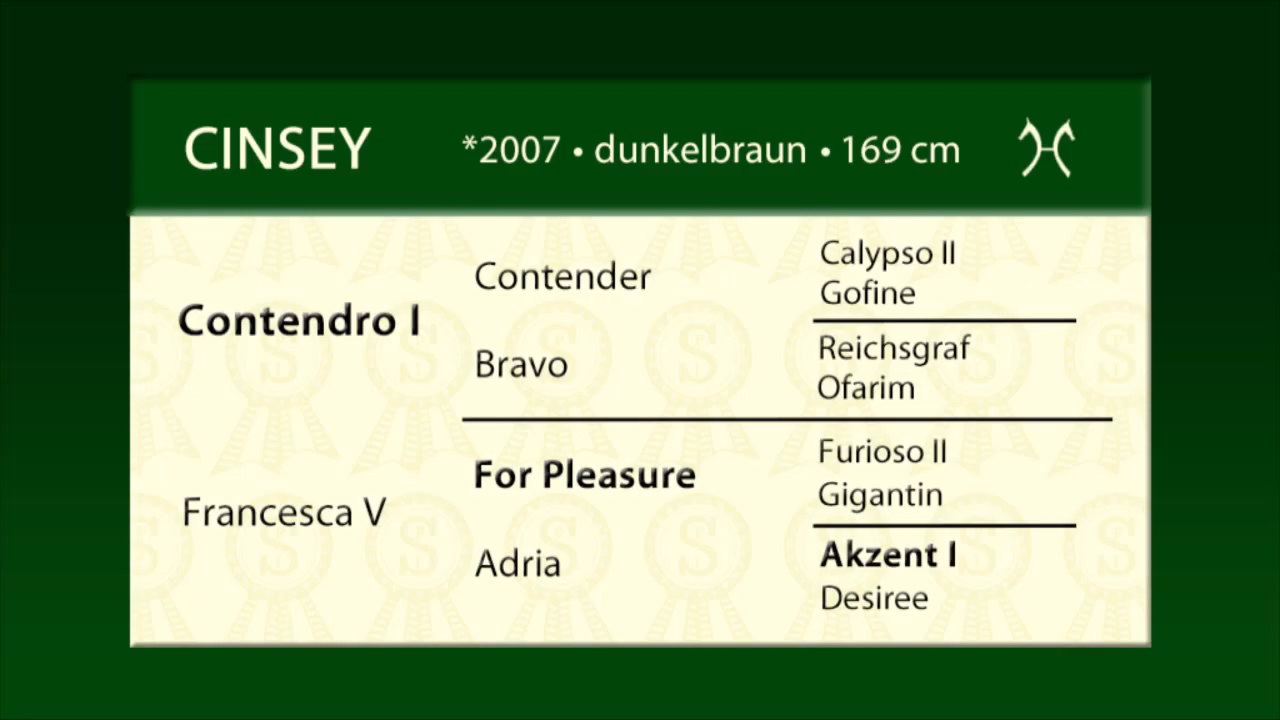 CINSEY *2007 • dunkelbraun • 169 cm
Contendro I
Contender
Calypso II
Gofine
Bravo
Reichsgraf
Ofarim
Francesca V
For Pleasure
Furioso II
Gigantin
Adria
Akzent I
Desiree